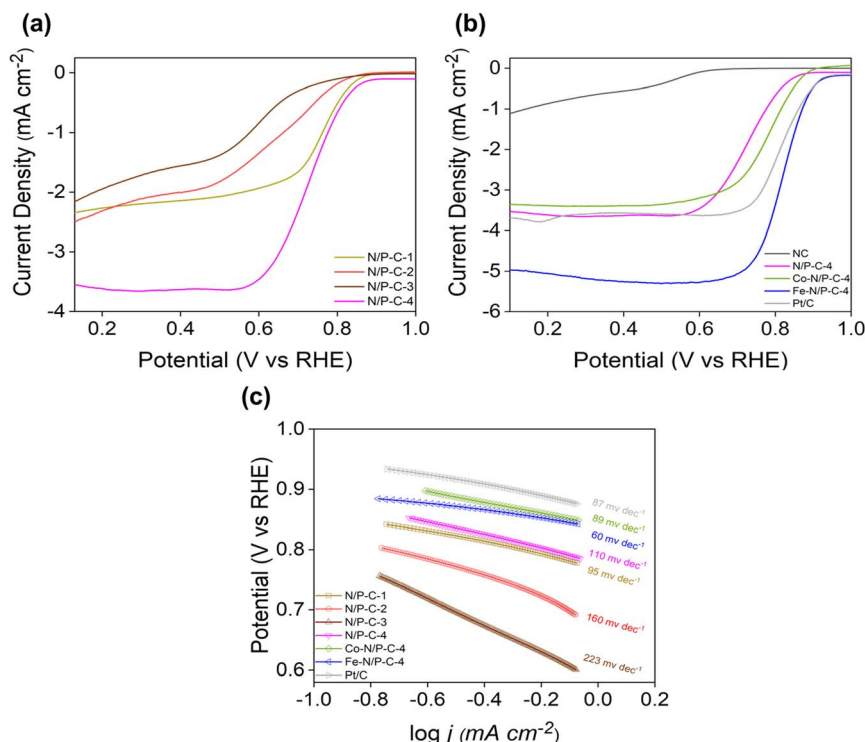 (a)
Current Density (mA cm⁻²)
0
-1
-2
-3
-4
0.2
0.4
0.6
0.8
1.0
Potential (V vs RHE)
N/P-C-1
N/P-C-2
N/P-C-3
N/P-C-4
(b)
Current Density (mA cm⁻²)
0
-1
-2
-3
-4
-5
-6
0.2
0.4
0.6
0.8
1.0
Potential (V vs RHE)
NC
N/P-C-4
Co-N/P-C-4
Fe-N/P-C-4
Pt/C
(c)
Potential (V vs RHE)
1.0
0.9
0.8
0.7
0.6
-1.0
-0.8
-0.6
-0.4
-0.2
0.0
0.2
log j (mA cm⁻²)
87 mv dec⁻¹
89 mv dec⁻¹
60 mv dec⁻¹
110 mv dec⁻¹
95 mv dec⁻¹
160 mv dec⁻¹
223 mv dec⁻¹
N/P-C-1
N/P-C-2
N/P-C-3
N/P-C-4
Co-N/P-C-4
Fe-N/P-C-4
Pt/C